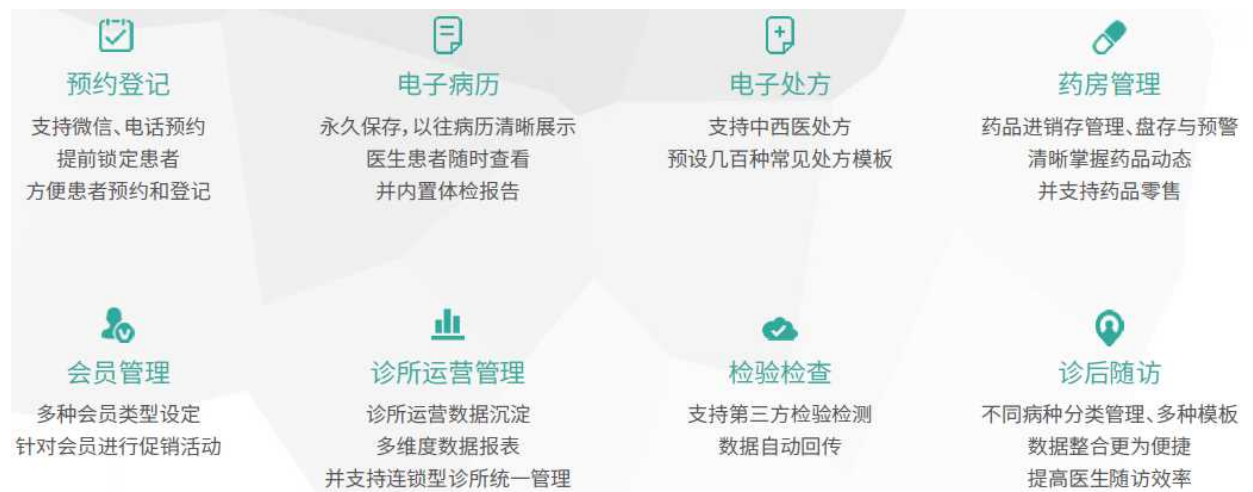 预约登记
支持微信、电话预约
提前锁定患者
方便患者预约和登记
电子病历
永久保存,以往病历清晰展示
医生患者随时查看
并内置体检报告
电子处方
支持中西医处方
预设几百种常见处方模板
药房管理
药品进销存管理、盘存与预警
清晰掌握药品动态
并支持药品零售
会员管理
多种会员类型设定
针对会员进行促销活动
诊所运营管理
诊所运营数据沉淀
多维度数据报表
并支持连锁型诊所统一管理
检验检查
支持第三方检验检测
数据自动回传
诊后随访
不同病种分类管理、多种模板
数据整合更为便捷
提高医生随访效率